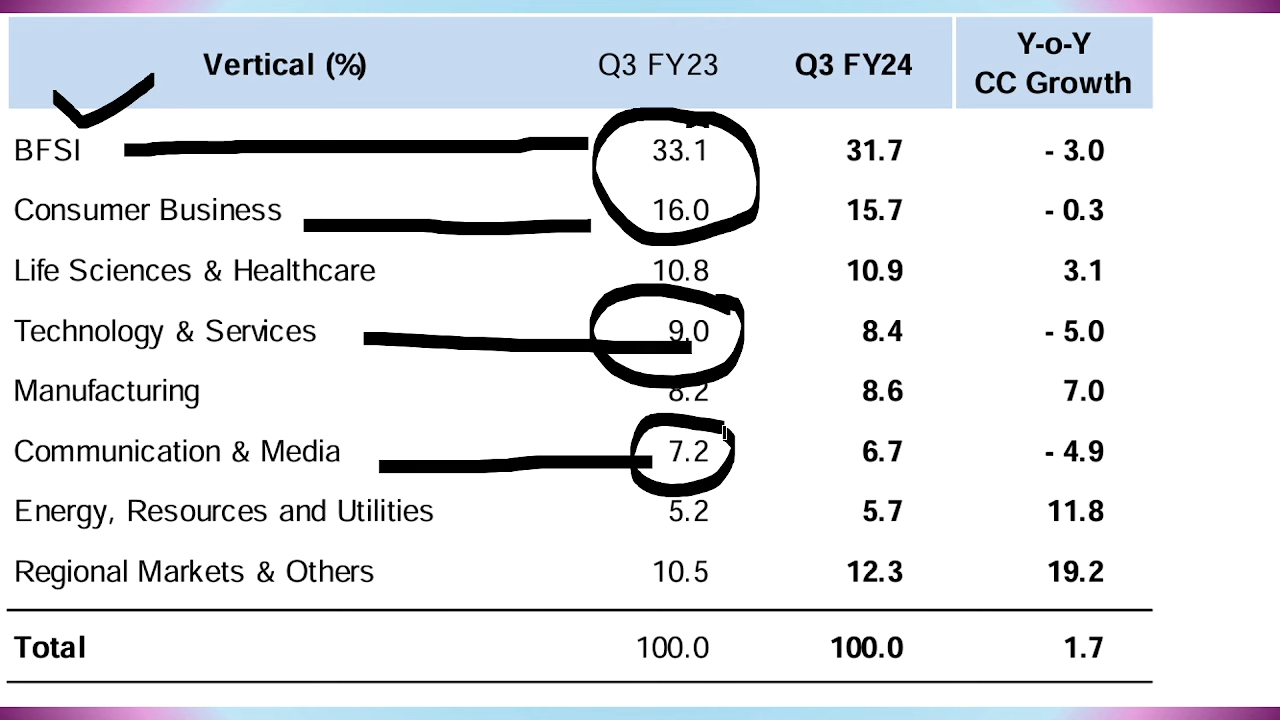 Vertical (%) Q3 FY23 Q3 FY24 Y-o-Y CC Growth
BFSI 33.1 31.7 - 3.0
Consumer Business 16.0 15.7 - 0.3
Life Sciences & Healthcare 10.8 10.9 3.1
Technology & Services 9.0 8.4 - 5.0
Manufacturing 8.2 8.6 7.0
Communication & Media 7.2 6.7 - 4.9
Energy, Resources and Utilities 5.2 5.7 11.8
Regional Markets & Others 10.5 12.3 19.2
Total 100.0 100.0 1.7